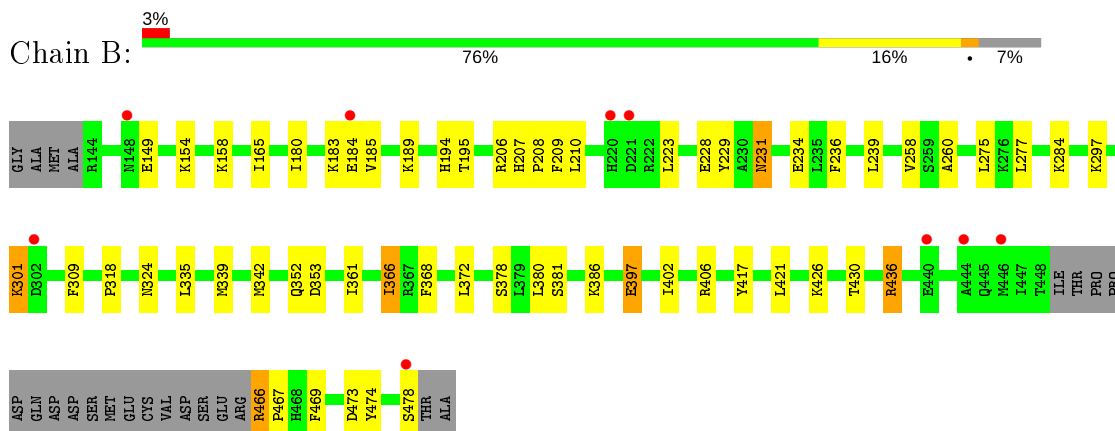 3%
Chain B:
76% 16% • 7%
GLY ALA MET ALA R144 N148 E149 K154 K158 I165 I180 K183 E184 V185 K189 H194 T195 R206 H207 P208 F209 L210 H220 D221 R222 L223 E228 Y229 A230 N231 E234 L235 F236 L239 V258 S259 A260 L275 K276 L277 K284 K297
K301 D302 F309 P318 N324 L335 M339 M342 Q352 D353 I361 I366 R367 F368 L372 S378 L379 L380 S381 K386 E397 I402 R406 Y417 L421 K426 T430 R436 E440 A444 Q445 M446 I447 T448 ILE THR PRO PRO
ASP GLN ASP ASP SER MET GLU CYS VAL ASP SER GLU ARG R466 P467 H468 F469 D473 Y474 S478 THR ALA